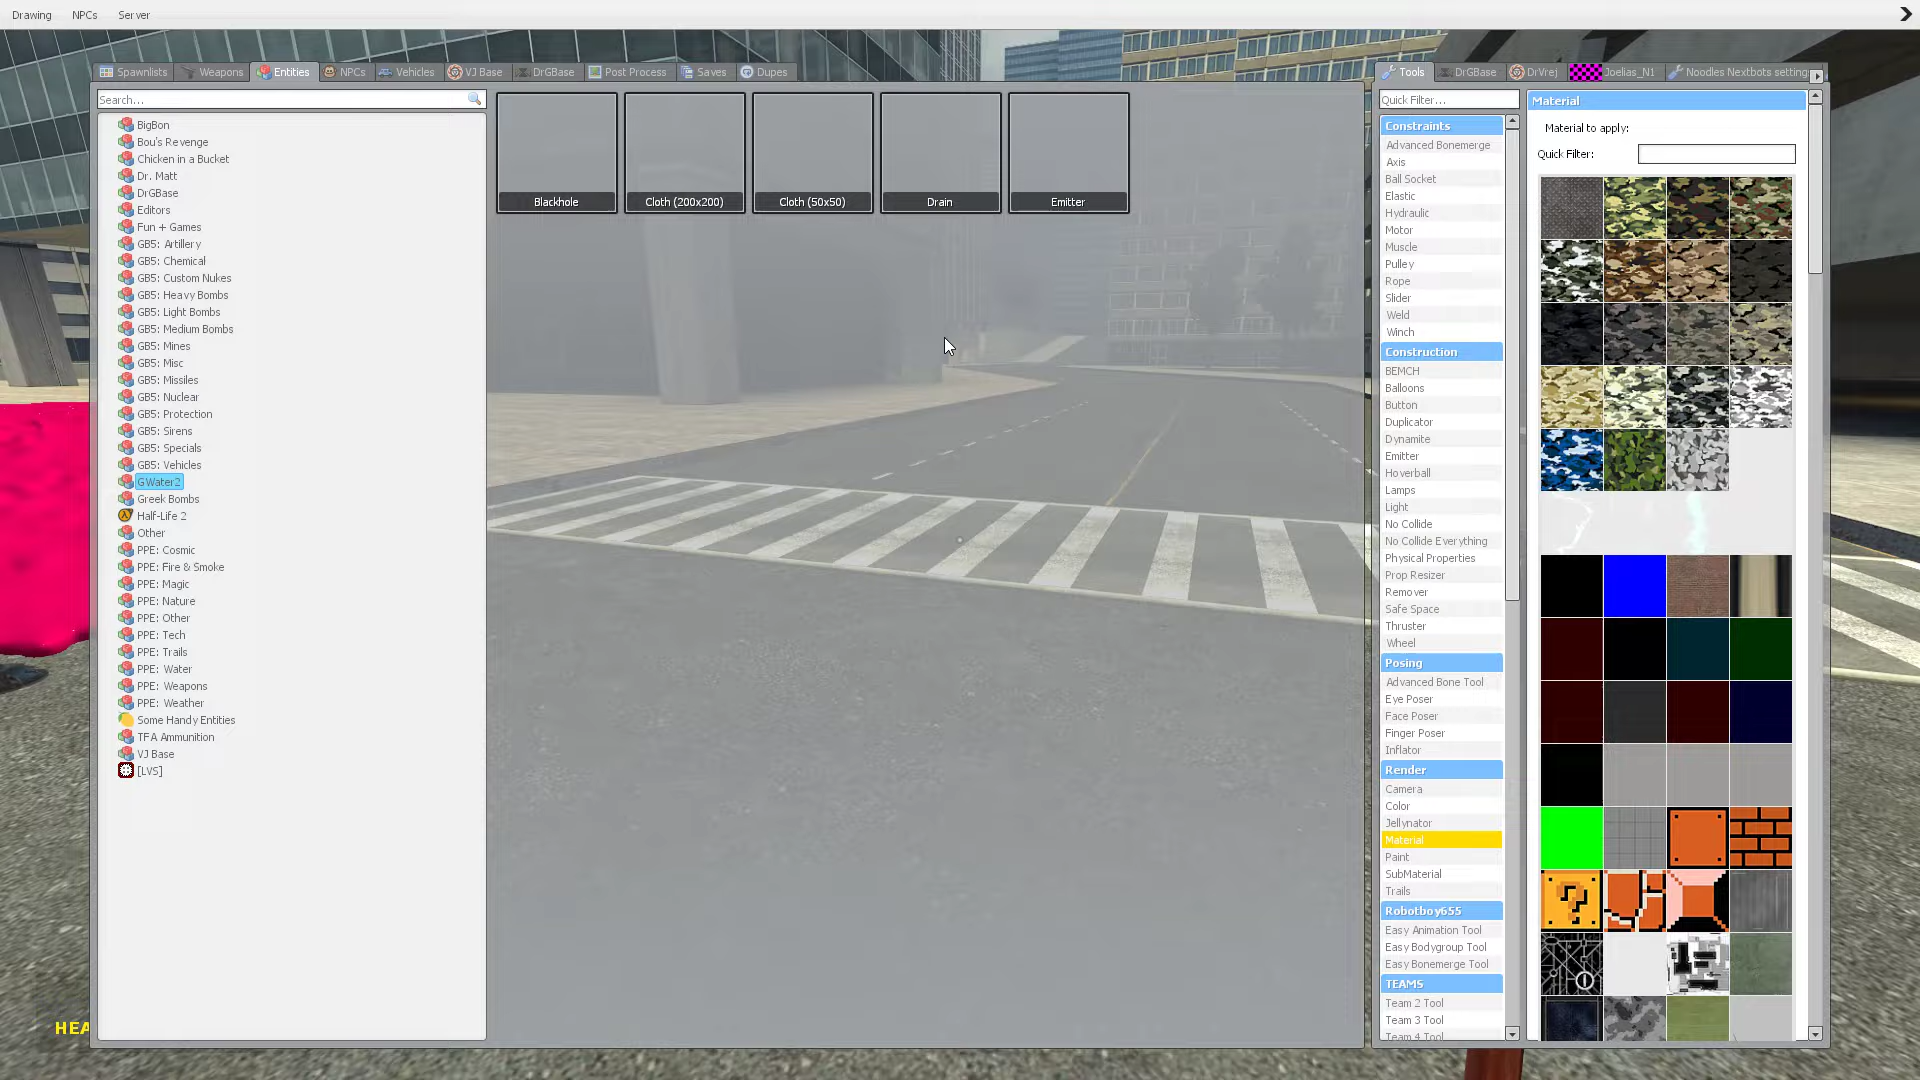 Drawing NPCs Server
Spawnlists Weapons Entities NPCs Vehicles VJ Base DrGBase Post Process Saves Dupes
Search...
BigBon
Bou's Revenge
Chicken in a Bucket
Dr. Matt
DrGBase
Editors
Fun + Games
GB5: Artillery
GB5: Chemical
GB5: Custom Nukes
GB5: Heavy Bombs
GB5: Light Bombs
GB5: Medium Bombs
GB5: Mines
GB5: Misc
GB5: Missiles
GB5: Nuclear
GB5: Protection
GB5: Sirens
GB5: Specials
GB5: Vehicles
GWater2
Greek Bombs
Half-Life 2
Other
PPE: Cosmic
PPE: Fire & Smoke
PPE: Magic
PPE: Nature
PPE: Other
PPE: Tech
PPE: Trails
PPE: Water
PPE: Weapons
PPE: Weather
Some Handy Entities
TFA Ammunition
VJ Base
[LVS]
Blackhole Cloth (200x200) Cloth (50x50) Drain Emitter
Tools DrGBase DrVrej Joelias_N1 Noodles Nextbots setting
Quick Filter...
Constraints
Advanced Bonemerge
Axis
Ball Socket
Elastic
Hydraulic
Motor
Muscle
Pulley
Rope
Slider
Weld
Winch
Construction
BEMCH
Balloons
Button
Duplicator
Dynamite
Emitter
Hoverball
Lamps
Light
No Collide
No Collide Everything
Physical Properties
Prop Resizer
Remover
Safe Space
Thruster
Wheel
Posing
Advanced Bone Tool
Eye Poser
Face Poser
Finger Poser
Inflator
Render
Camera
Color
Jellynator
Material
Paint
SubMaterial
Trails
Robotboy655
Easy Animation Tool
Easy Bodygroup Tool
Easy Bonemerge Tool
TEAMS
Team 2 Tool
Team 3 Tool
Team 4 Tool
Material
Material to apply:
Quick Filter:
HEA